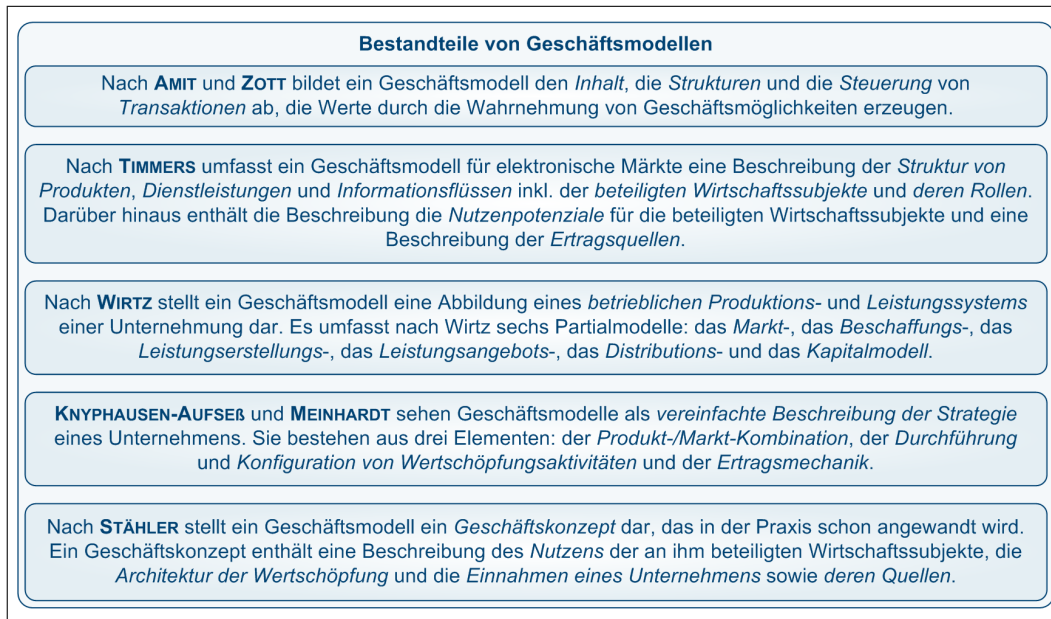 Bestandteile von Geschäftsmodellen
Nach AMIT und ZOTT bildet ein Geschäftsmodell den Inhalt, die Strukturen und die Steuerung von
Transaktionen ab, die Werte durch die Wahrnehmung von Geschäftsmöglichkeiten erzeugen.
Nach TIMMERS umfasst ein Geschäftsmodell für elektronische Märkte eine Beschreibung der Struktur von
Produkten, Dienstleistungen und Informationsflüssen inkl. der beteiligten Wirtschaftssubjekte und deren Rollen.
Darüber hinaus enthält die Beschreibung die Nutzenpotenziale für die beteiligten Wirtschaftssubjekte und eine
Beschreibung der Ertragsquellen.
Nach WIRTZ stellt ein Geschäftsmodell eine Abbildung eines betrieblichen Produktions- und Leistungssystems
einer Unternehmung dar. Es umfasst nach Wirtz sechs Partialmodelle: das Markt-, das Beschaffungs-, das
Leistungserstellungs-, das Leistungsangebots-, das Distributions- und das Kapitalmodell.
KNYPHAUSEN-AUFSEß und MEINHARDT sehen Geschäftsmodelle als vereinfachte Beschreibung der Strategie
eines Unternehmens. Sie bestehen aus drei Elementen: der Produkt-/Markt-Kombination, der Durchführung
und Konfiguration von Wertschöpfungsaktivitäten und der Ertragsmechanik.
Nach STÄHLER stellt ein Geschäftsmodell ein Geschäftskonzept dar, das in der Praxis schon angewandt wird.
Ein Geschäftskonzept enthält eine Beschreibung des Nutzens der an ihm beteiligten Wirtschaftssubjekte, die
Architektur der Wertschöpfung und die Einnahmen eines Unternehmens sowie deren Quellen.